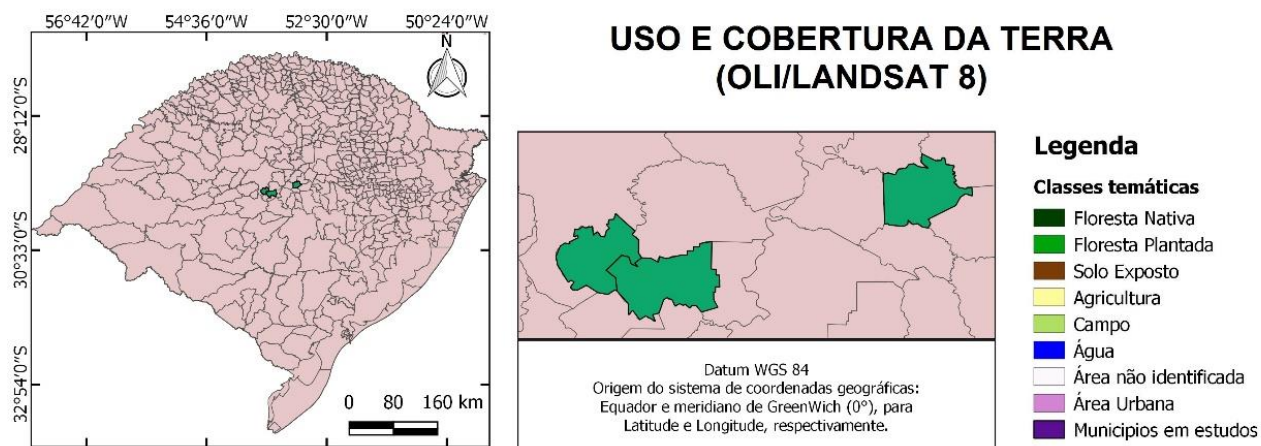 56°42'0"W 54°36'0"W 52°30'0"W 50°24'0"W
N
28°12'0"S
30°33'0"S
32°54'0"S
0 80 160 km
USO E COBERTURA DA TERRA
(OLI/LANDSAT 8)
Datum WGS 84
Origem do sistema de coordenadas geográficas:
Equador e meridiano de GreenWich (0°), para
Latitude e Longitude, respectivamente.
Legenda
Classes temáticas
Floresta Nativa
Floresta Plantada
Solo Exposto
Agricultura
Campo
Água
Área não identificada
Área Urbana
Municipios em estudos